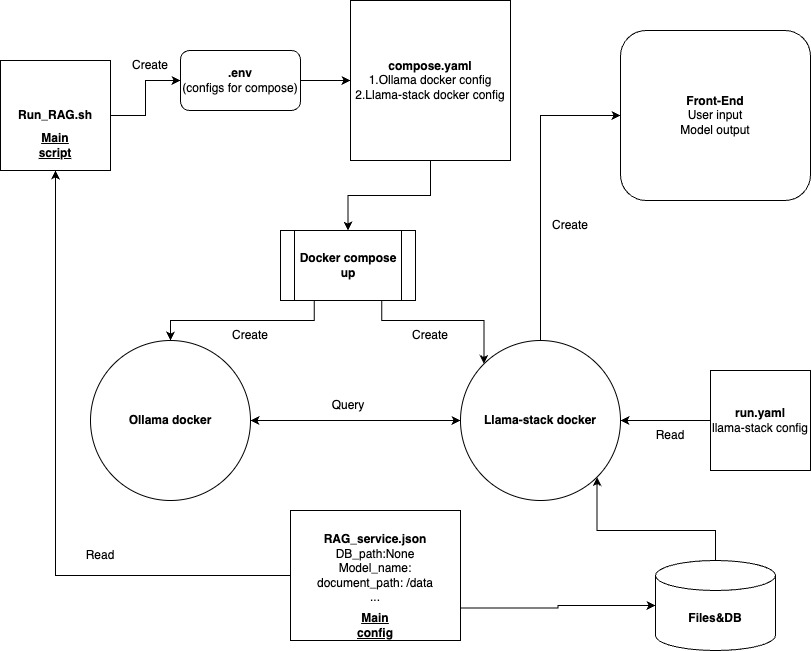 compose.yaml
1.Ollama docker config
2.Llama-stack docker config
Create
.env
(configs for compose)
Run_RAG.sh
Main
script
Front-End
User input
Model output
Create
Docker compose
up
Create
Create
Ollama docker
Query
Llama-stack docker
run.yaml
llama-stack config
Read
RAG_service.json
DB_path:None
Model_name:
document_path: /data
...
Main
config
Read
Files&DB